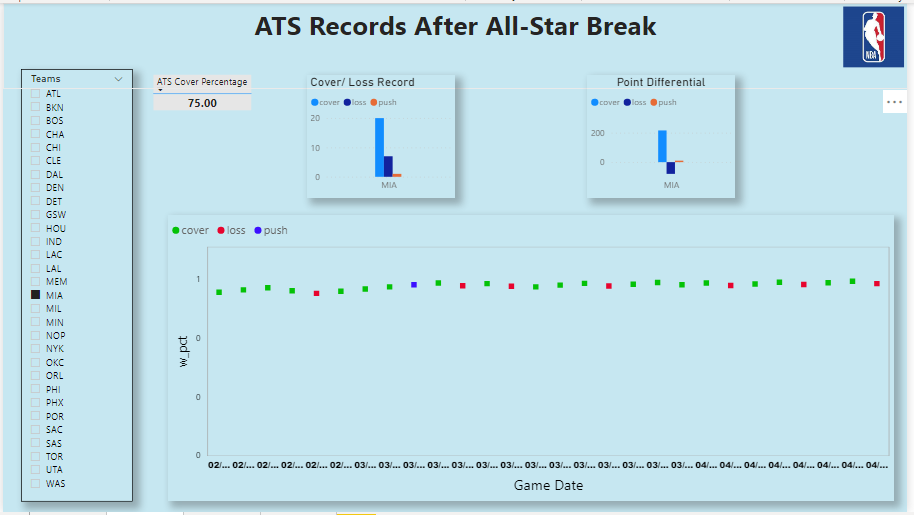 ATS Records After All-Star Break
NBA
Teams
ATL
BKN
BOS
CHA
CHI
CLE
DAL
DEN
DET
GSW
HOU
IND
LAC
LAL
MEM
MIA
MIL
MIN
NOP
NYK
OKC
ORL
PHI
PHX
POR
SAC
SAS
TOR
UTA
WAS
ATS Cover Percentage
75.00
Cover/ Loss Record
cover loss push
20
10
0
MIA
Point Differential
cover loss push
200
0
MIA
cover loss push
1
0
0
0
w_pct
02/... 02/... 02/... 02/... 02/... 02/... 03/... 03/... 03/... 03/... 03/... 03/... 03/... 03/... 03/... 03/... 03/... 03/... 03/... 03/... 04/... 04/... 04/... 04/... 04/... 04/... 04/... 04/...
Game Date